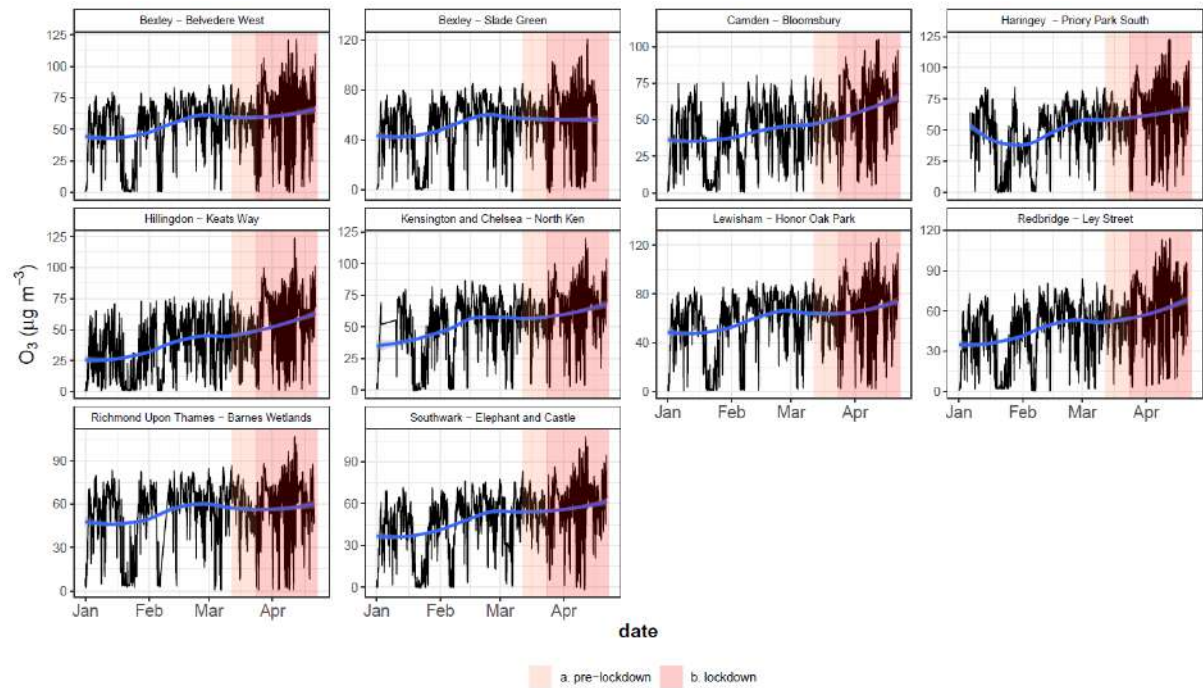 Bexley – Belvedere West
Bexley – Slade Green
Camden – Bloomsbury
Haringey – Priory Park South
125
100
75
50
25
0
120
80
40
0
100
75
50
25
0
125
100
75
50
25
0
Hillingdon – Keats Way
Kensington and Chelsea – North Ken
Lewisham – Honor Oak Park
Redbridge – Ley Street
125
100
75
50
25
0
125
100
75
50
25
0
120
80
40
0
120
90
60
30
0
Jan Feb Mar Apr
Jan Feb Mar Apr
Richmond Upon Thames – Barnes Wetlands
Southwark – Elephant and Castle
90
60
30
0
90
60
30
0
Jan Feb Mar Apr
Jan Feb Mar Apr
O₃ (µg m⁻³)
date
a. pre–lockdown
b. lockdown